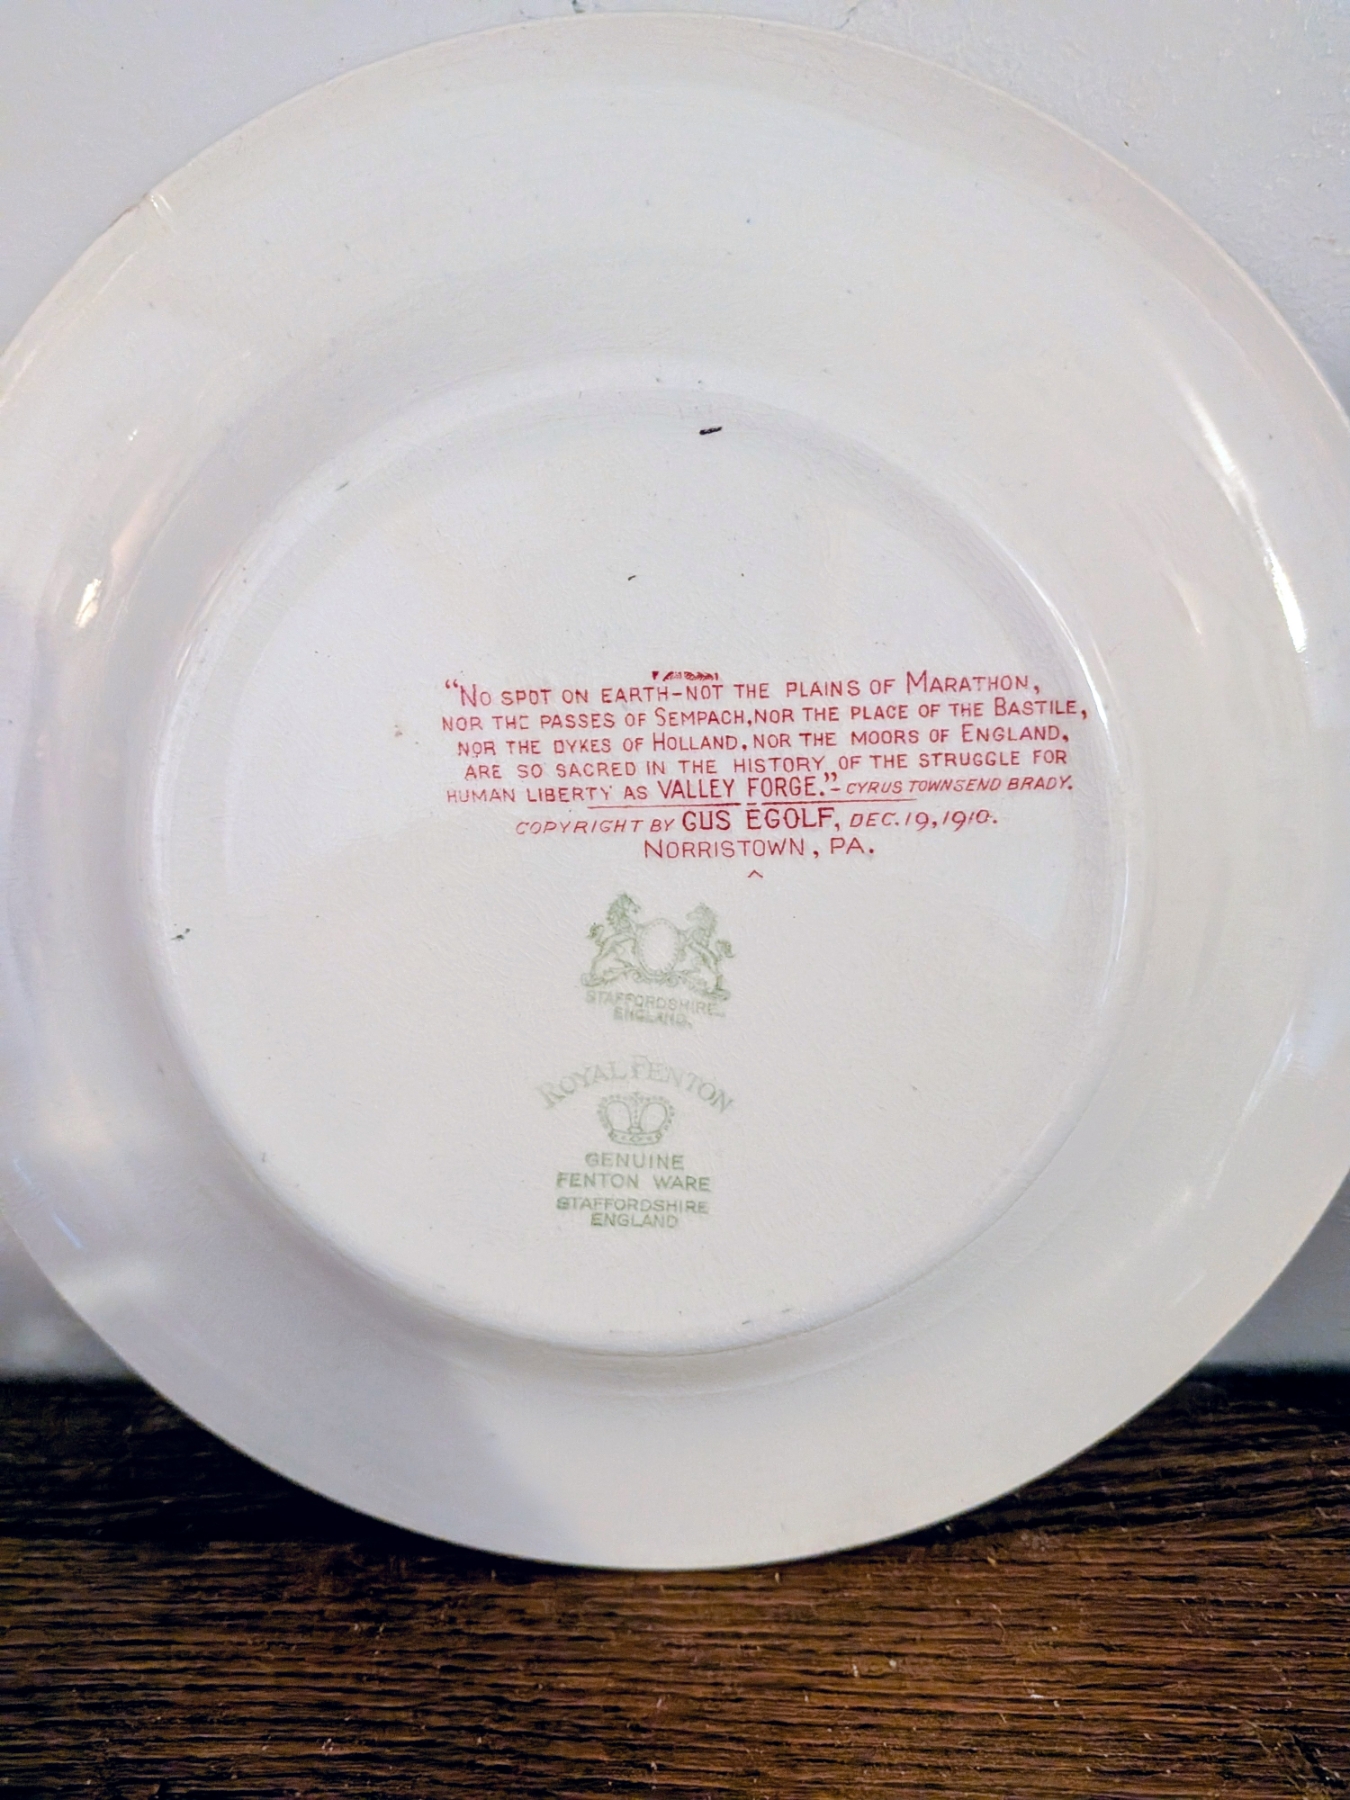 “No spot on earth–not the plains of Marathon,
nor the passes of Sempach, nor the place of the Bastile,
nor the dykes of Holland, nor the moors of England,
are so sacred in the history of the struggle for
human liberty as VALLEY FORGE.”– Cyrus Townsend Brady.
COPYRIGHT BY GUS EGOLF, DEC. 19, 1910.
NORRISTOWN, PA.
STAFFORDSHIRE
ENGLAND.
ROYAL FENTON
GENUINE
FENTON WARE
STAFFORDSHIRE
ENGLAND